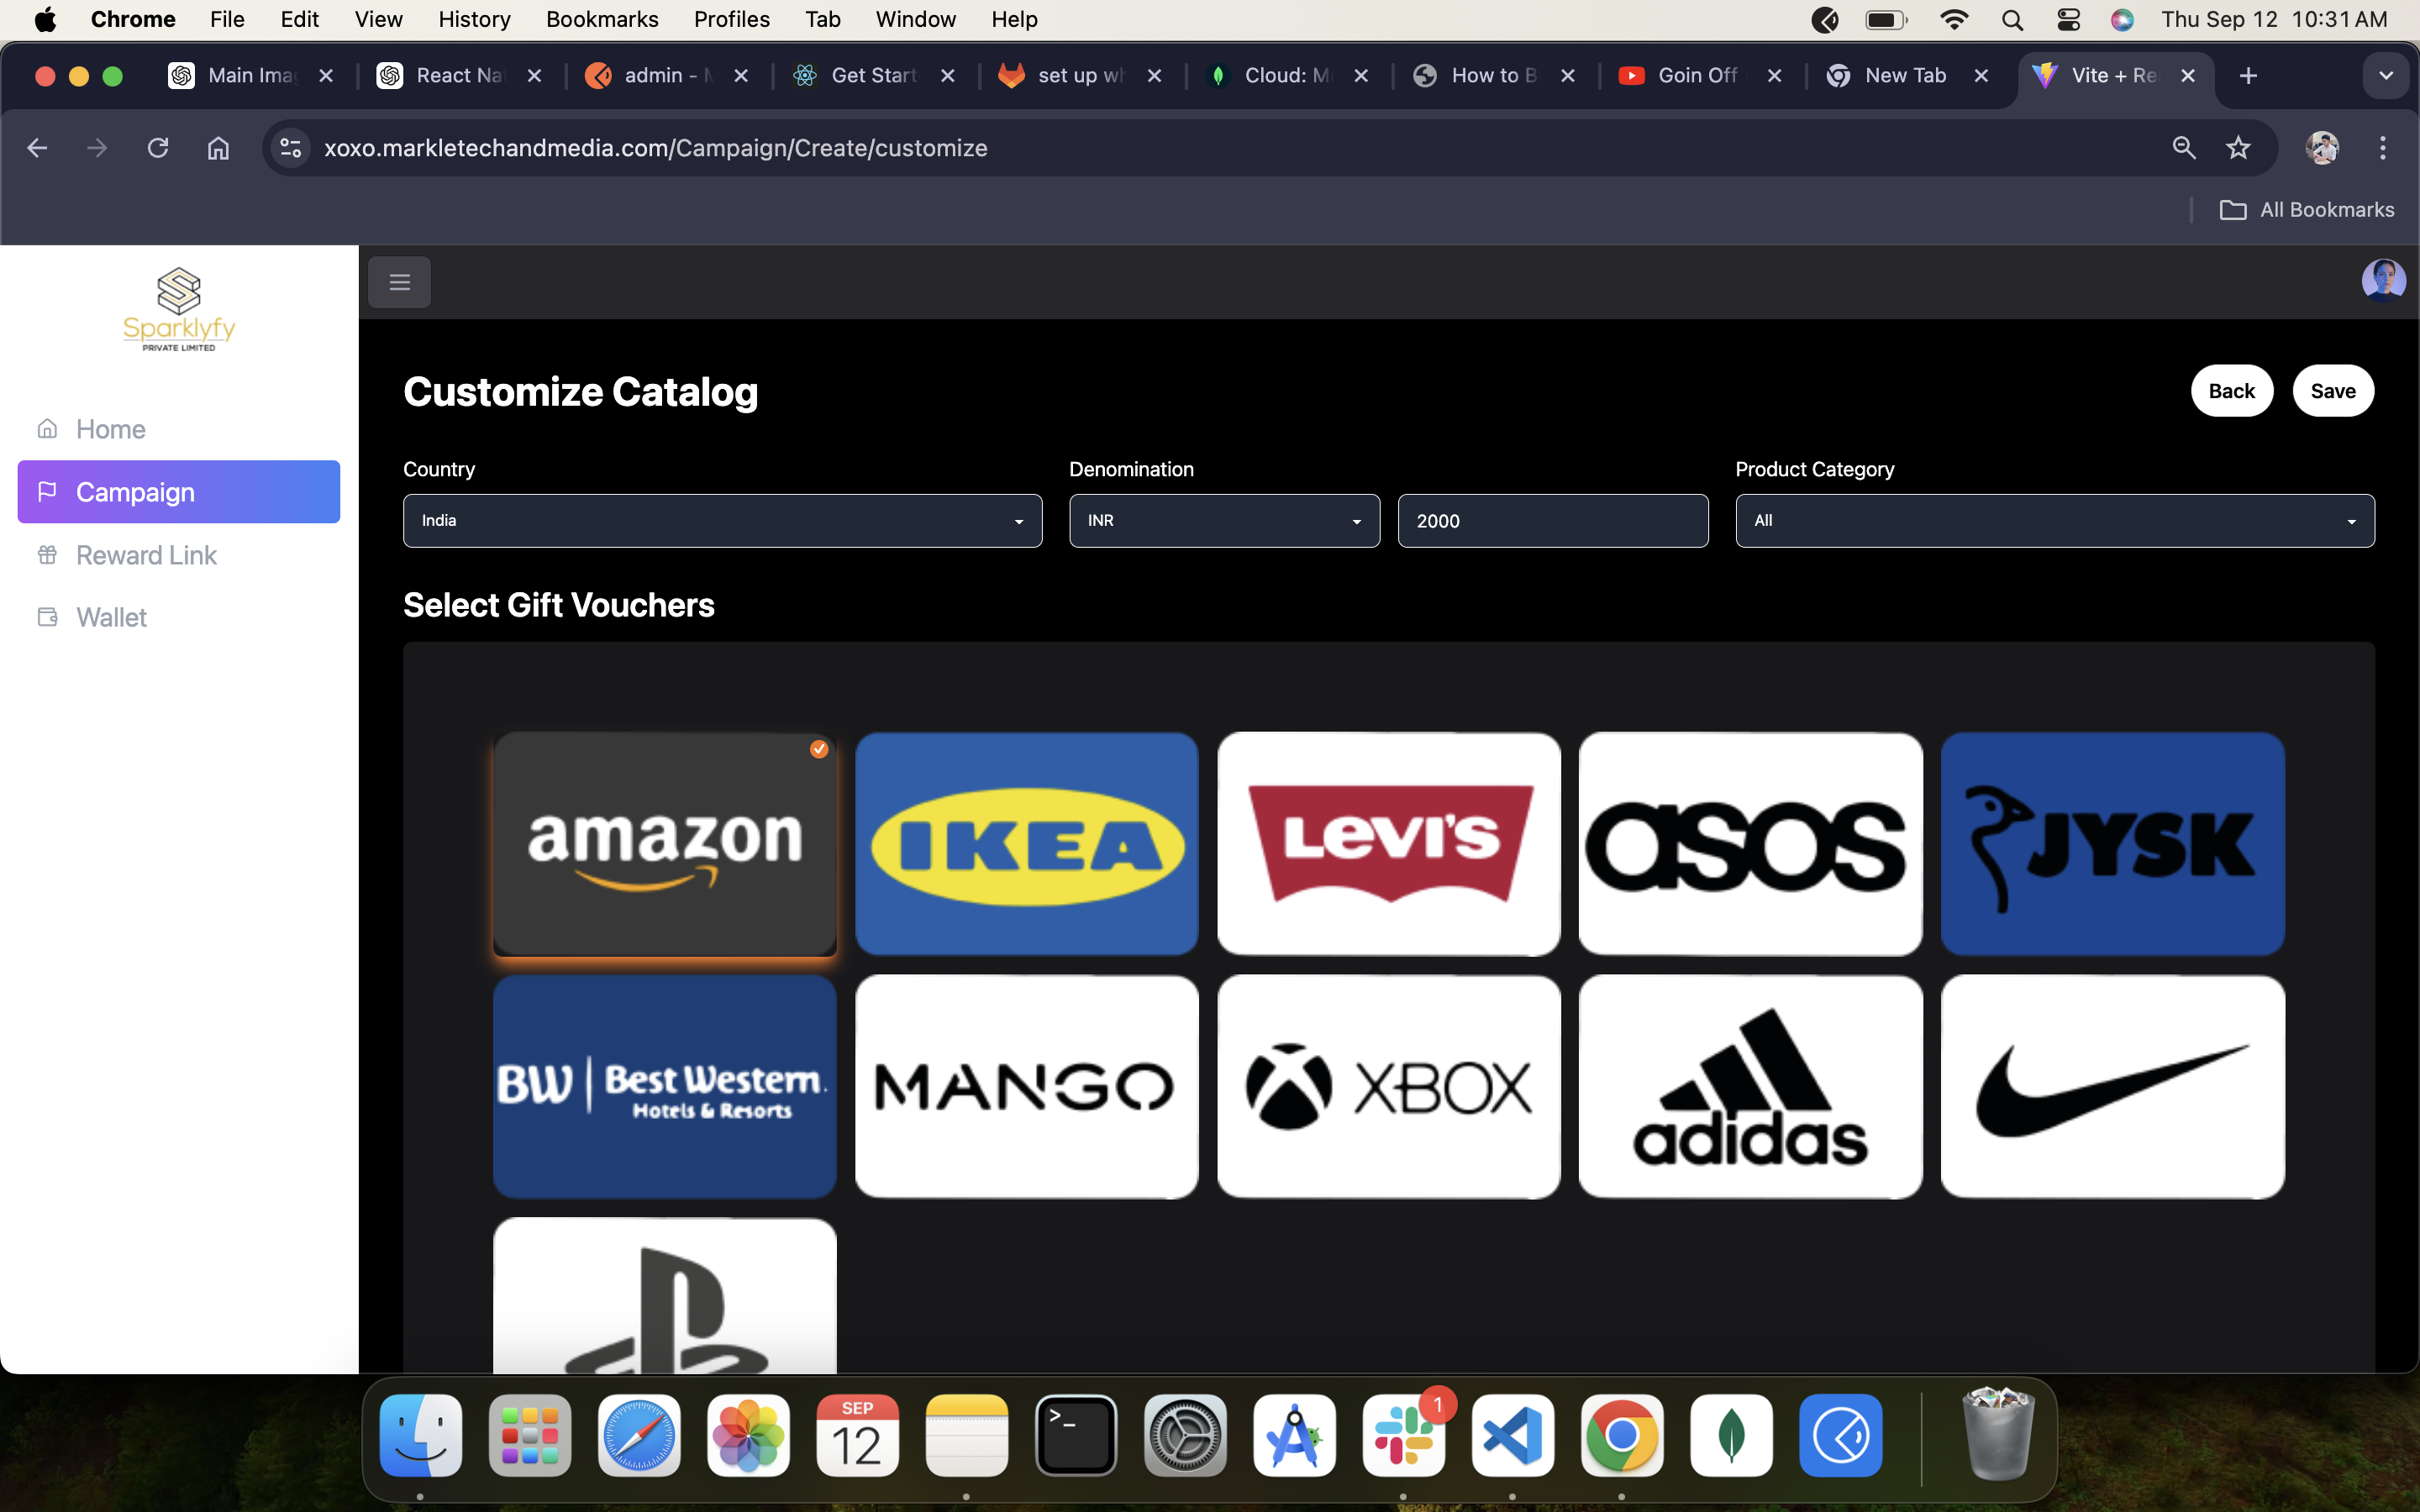 Chrome File Edit View History Bookmarks Profiles Tab Window Help Thu Sep 12 10:31 AM
Main Ima React Na admin - M Get Start set up wh Cloud: M How to B Goin Off New Tab Vite + Re
xoxo.markletechandmedia.com/Campaign/Create/customize
All Bookmarks
Sparklyfy
PRIVATE LIMITED
Home
Campaign
Reward Link
Wallet
Customize Catalog
Back Save
Country Denomination Product Category
India INR 2000 All
Select Gift Vouchers
amazon IKEA LEVI'S asos JYSK
BW Best Western.
Hotels & Resorts
MANGO XBOX adidas
SEP
12
1